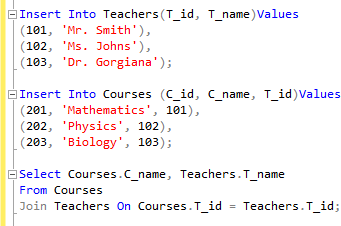 Insert Into Teachers(T_id, T_name)Values
(101, 'Mr. Smith'),
(102, 'Ms. Johns'),
(103, 'Dr. Gorgiana');
Insert Into Courses (C_id, C_name, T_id)Values
(201, 'Mathematics', 101),
(202, 'Physics', 102),
(203, 'Biology', 103);
Select Courses.C_name, Teachers.T_name
From Courses
Join Teachers On Courses.T_id = Teachers.T_id;